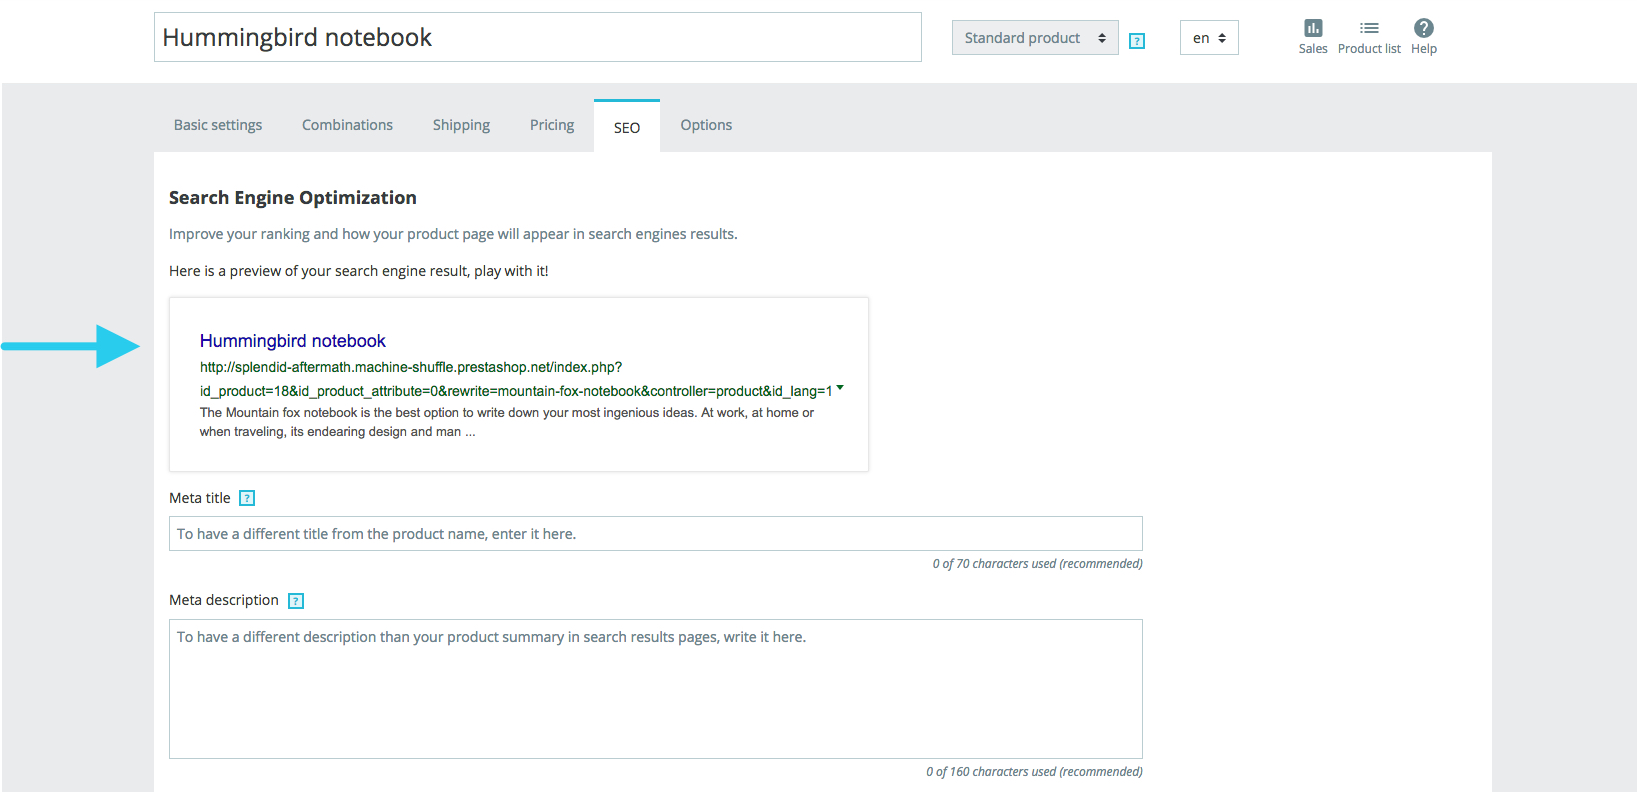 Hummingbird notebook
Standard product
?
en
Sales
Product list
Help
Basic settings
Combinations
Shipping
Pricing
SEO
Options
Search Engine Optimization
Improve your ranking and how your product page will appear in search engines results.
Here is a preview of your search engine result, play with it!
Hummingbird notebook
http://splendid-aftermath.machine-shuffle.prestashop.net/index.php?
id_product=18&id_product_attribute=0&rewrite=mountain-fox-notebook&controller=product&id_lang=1
The Mountain fox notebook is the best option to write down your most ingenious ideas. At work, at home or
when traveling, its endearing design and man ...
Meta title ?
To have a different title from the product name, enter it here.
0 of 70 characters used (recommended)
Meta description ?
To have a different description than your product summary in search results pages, write it here.
0 of 160 characters used (recommended)